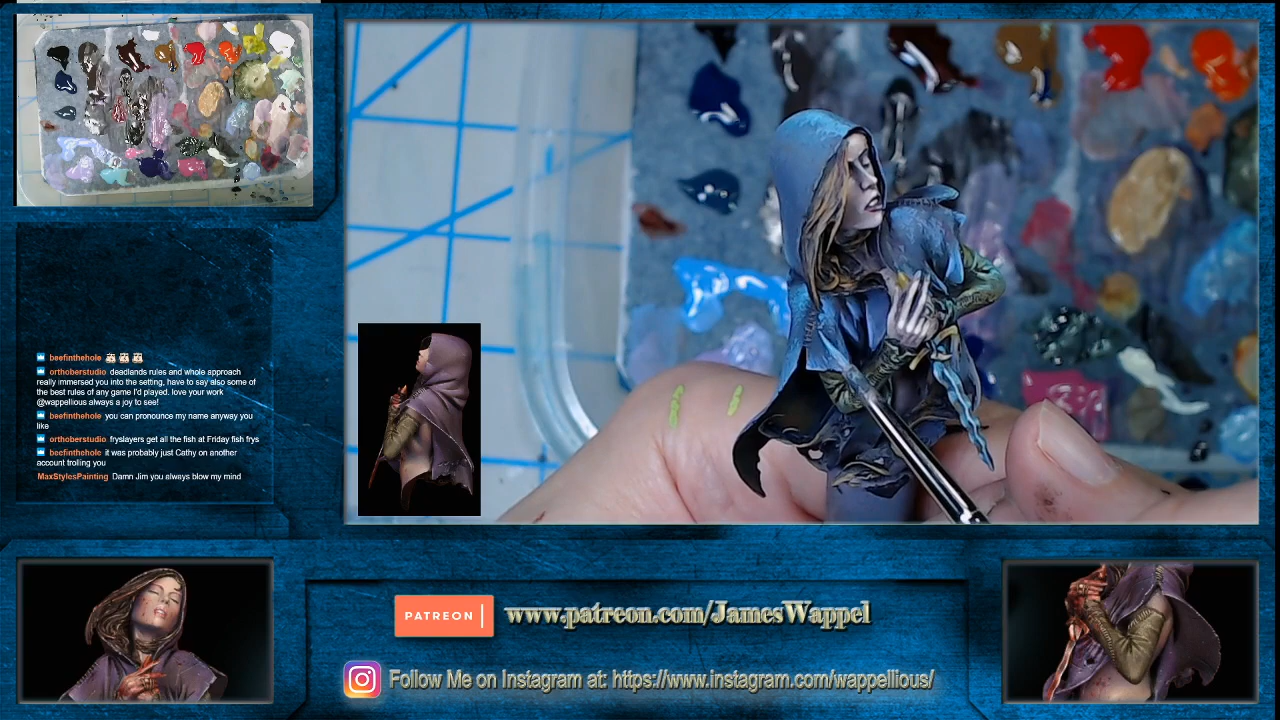 beefinthehole
orthoberstudio deadlands rules and whole approach
really immersed you into the setting, have to say also some of
the best rules of any game I'd played. love your work
@wappellious always a joy to see!
beefinthehole you can pronounce my name anyway you
like
orthoberstudio fryslayers get all the fish at Friday fish frys
beefinthehole it was probably just Cathy on another
account trolling you
MaxStylesPainting Damn Jim you always blow my mind
PATREON
www.patreon.com/JamesWappel
Follow Me on Instagram at: https://www.instagram.com/wappellious/